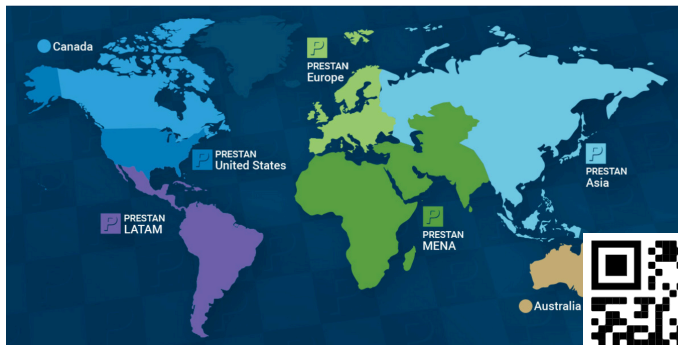 Canada
P
PRESTAN
Europe
P
PRESTAN
United States
P
PRESTAN
Asia
P
PRESTAN
LATAM
P
PRESTAN
MENA
Australia